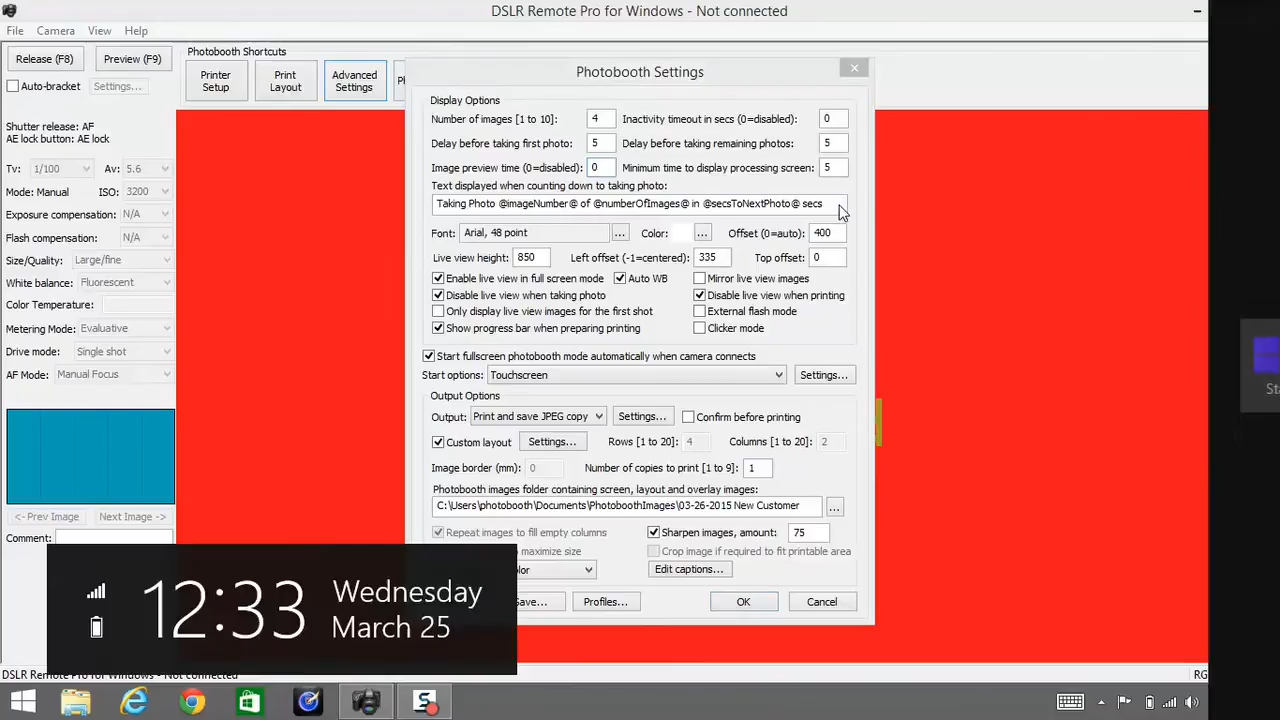 DSLR Remote Pro for Windows - Not connected
File Camera View Help
Release (F8) Preview (F9)
Auto-bracket Settings...
Shutter release: AF
AE lock button: AE lock
Tv: 1/100 Av: 5.6
Mode: Manual ISO: 3200
Exposure compensation: N/A
Flash compensation: N/A
Size/Quality: Large/fine
White balance: Fluorescent
Color Temperature:
Metering Mode: Evaluative
Drive mode: Single shot
AF Mode: Manual Focus
<- Prev Image Next Image ->
Comment:
Photobooth Shortcuts
Printer Setup
Print Layout
Advanced Settings
Photobooth Settings
Display Options
Number of images [1 to 10]: 4 Inactivity timeout in secs (0=disabled): 0
Delay before taking first photo: 5 Delay before taking remaining photos: 5
Image preview time (0=disabled): 0 Minimum time to display processing screen: 5
Text displayed when counting down to taking photo:
Taking Photo @imageNumber@ of @numberOfImages@ in @secsToNextPhoto@ secs
Font: Arial, 48 point ... Color: ... Offset (0=auto): 400
Live view height: 850 Left offset (-1=centered): 335 Top offset: 0
Enable live view in full screen mode Auto WB Mirror live view images
Disable live view when taking photo Disable live view when printing
Only display live view images for the first shot External flash mode
Show progress bar when preparing printing Clicker mode
Start fullscreen photobooth mode automatically when camera connects
Start options: Touchscreen Settings...
Output Options
Output: Print and save JPEG copy Settings... Confirm before printing
Custom layout Settings... Rows [1 to 20]: 4 Columns [1 to 20]: 2
Image border (mm): 0 Number of copies to print [1 to 9]: 1
Photobooth images folder containing screen, layout and overlay images:
C:\Users\photobooth\Documents\PhotoboothImages\03-26-2015 New Customer ...
Repeat images to fill empty columns Sharpen images, amount: 75
maximize size Crop image if required to fit printable area
Edit captions...
Profiles... OK Cancel
12:33 Wednesday
March 25
DSLR Remote Pro for Windows - Not connected